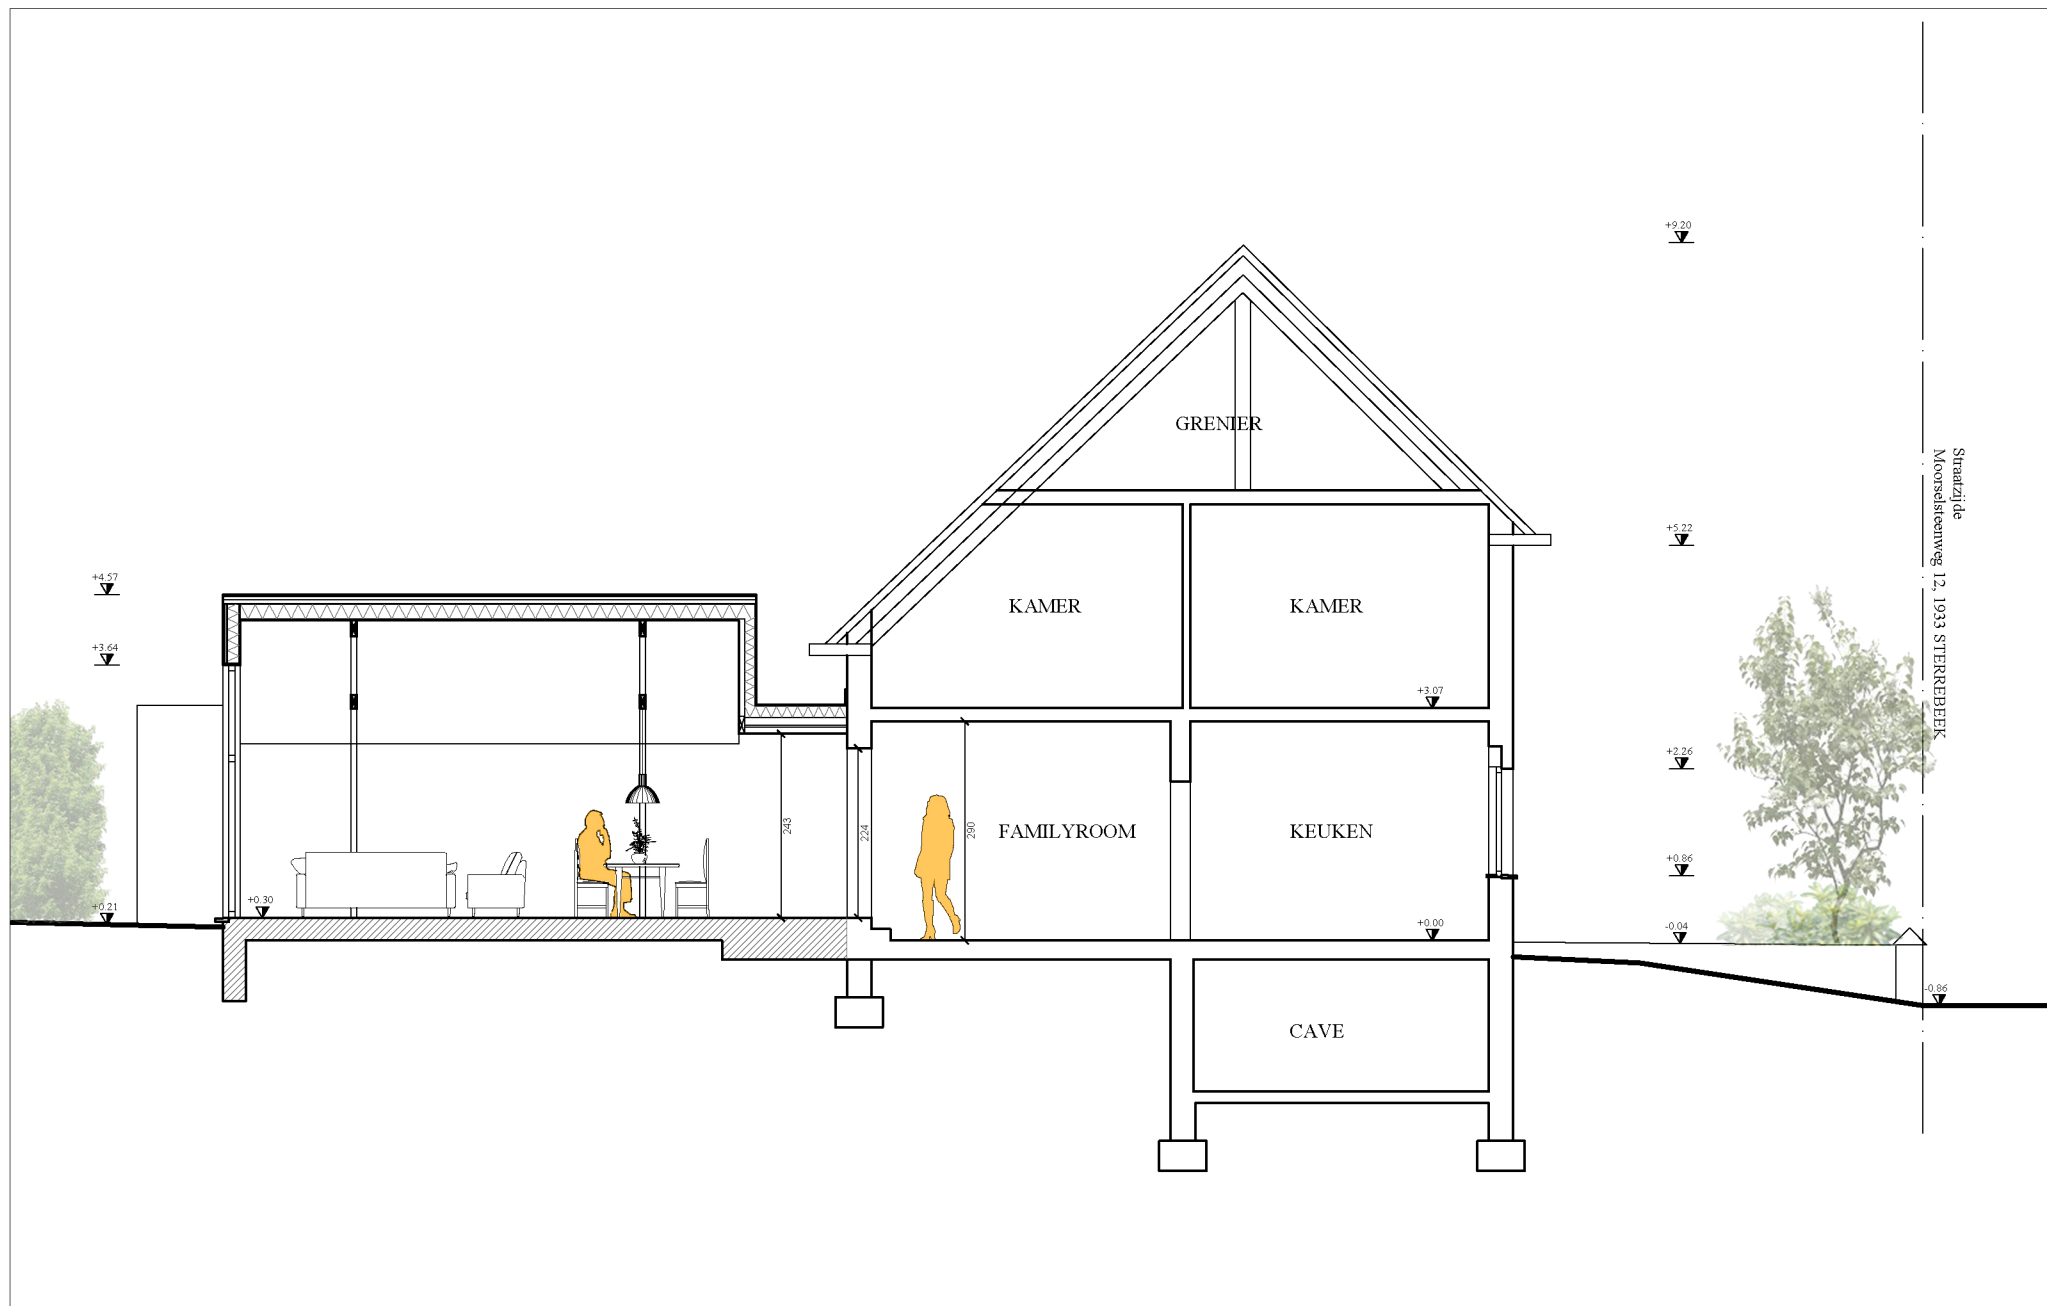 +9.20
GRENIER
Straatzijde
Moorselsteenweg 12, 1933 STERREBEEK
+5.22
+4.57
KAMER
KAMER
+3.64
+3.07
+2.26
243
224
290
FAMILYROOM
KEUKEN
+0.86
+0.30
+0.21
+0.00
-0.04
-0.86
CAVE